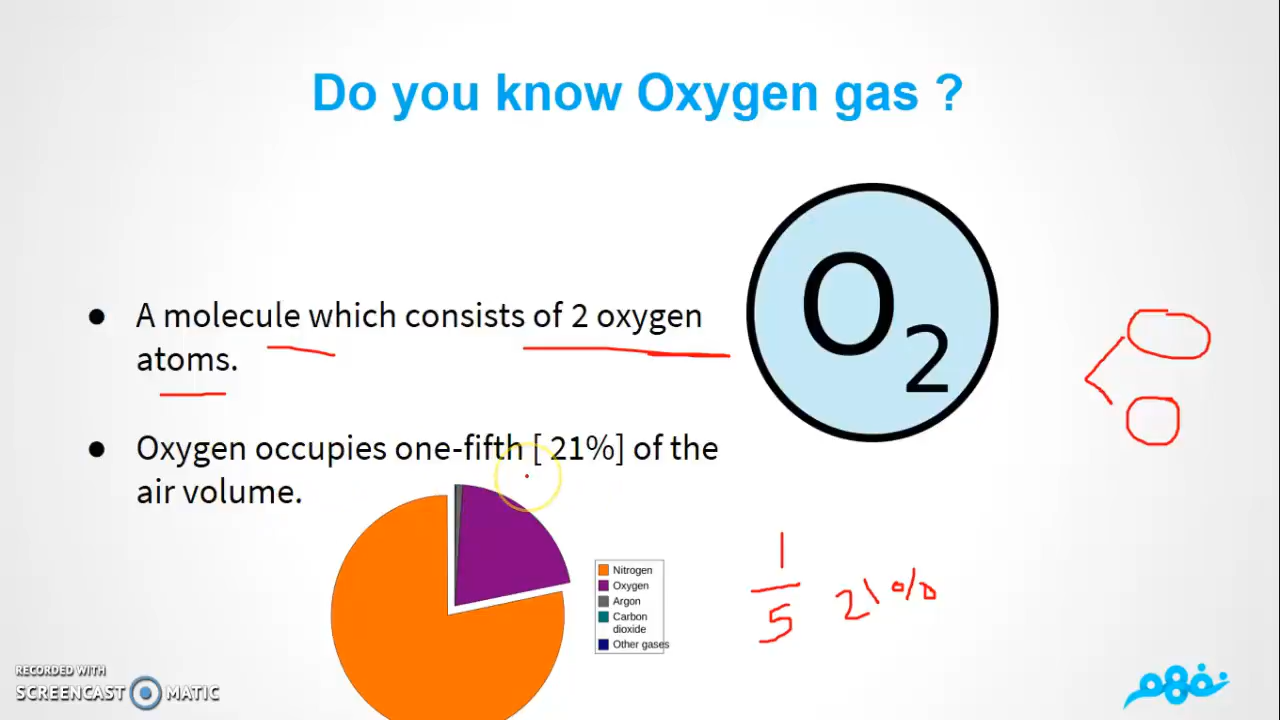 Do you know Oxygen gas ?
O2
● A molecule which consists of 2 oxygen
atoms.
● Oxygen occupies one-fifth [ 21%] of the
air volume.
Nitrogen
Oxygen
Argon
Carbon
dioxide
Other gases
1
5
21%
RECORDED WITH
SCREENCAST MATIC
نفهم